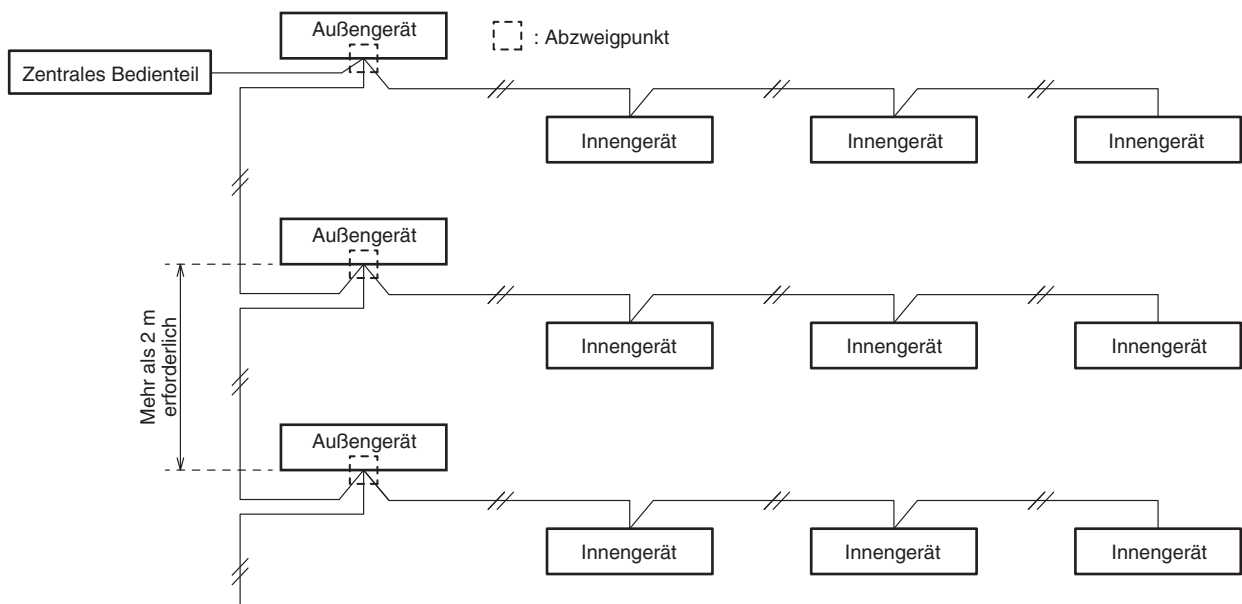 Außengerät
: Abzweigpunkt
Zentrales Bedienteil
Innengerät
Innengerät
Innengerät
Außengerät
Mehr als 2 m
erforderlich
Innengerät
Innengerät
Innengerät
Außengerät
Innengerät
Innengerät
Innengerät